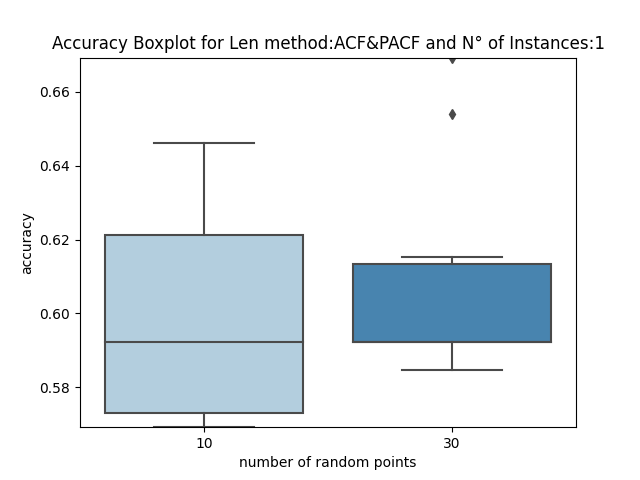 Accuracy Boxplot for Len method:ACF&PACF and N° of Instances:1
0.66
0.64
0.62
0.60
0.58
accuracy
10
30
number of random points